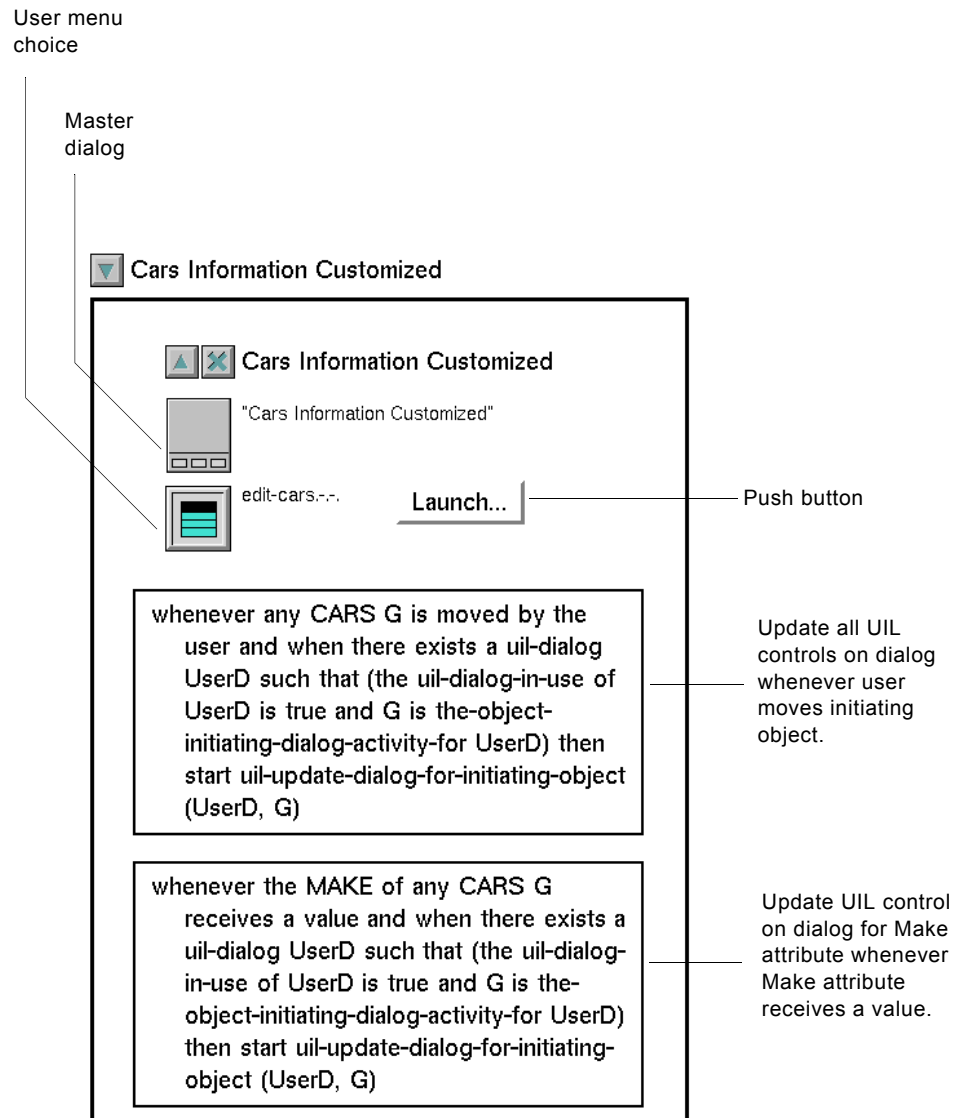 User menu
choice
Master
dialog
Cars Information Customized
Cars Information Customized
"Cars Information Customized"
edit-cars.-.-.
Launch...
Push button
whenever any CARS G is moved by the
user and when there exists a uil-dialog
UserD such that (the uil-dialog-in-use of
UserD is true and G is the-object-
initiating-dialog-activity-for UserD) then
start uil-update-dialog-for-initiating-object
(UserD, G)
Update all UIL
controls on dialog
whenever user
moves initiating
object.
whenever the MAKE of any CARS G
receives a value and when there exists a
uil-dialog UserD such that (the uil-dialog-
in-use of UserD is true and G is the-
object-initiating-dialog-activity-for UserD)
then start uil-update-dialog-for-initiating-
object (UserD, G)
Update UIL control
on dialog for Make
attribute whenever
Make attribute
receives a value.